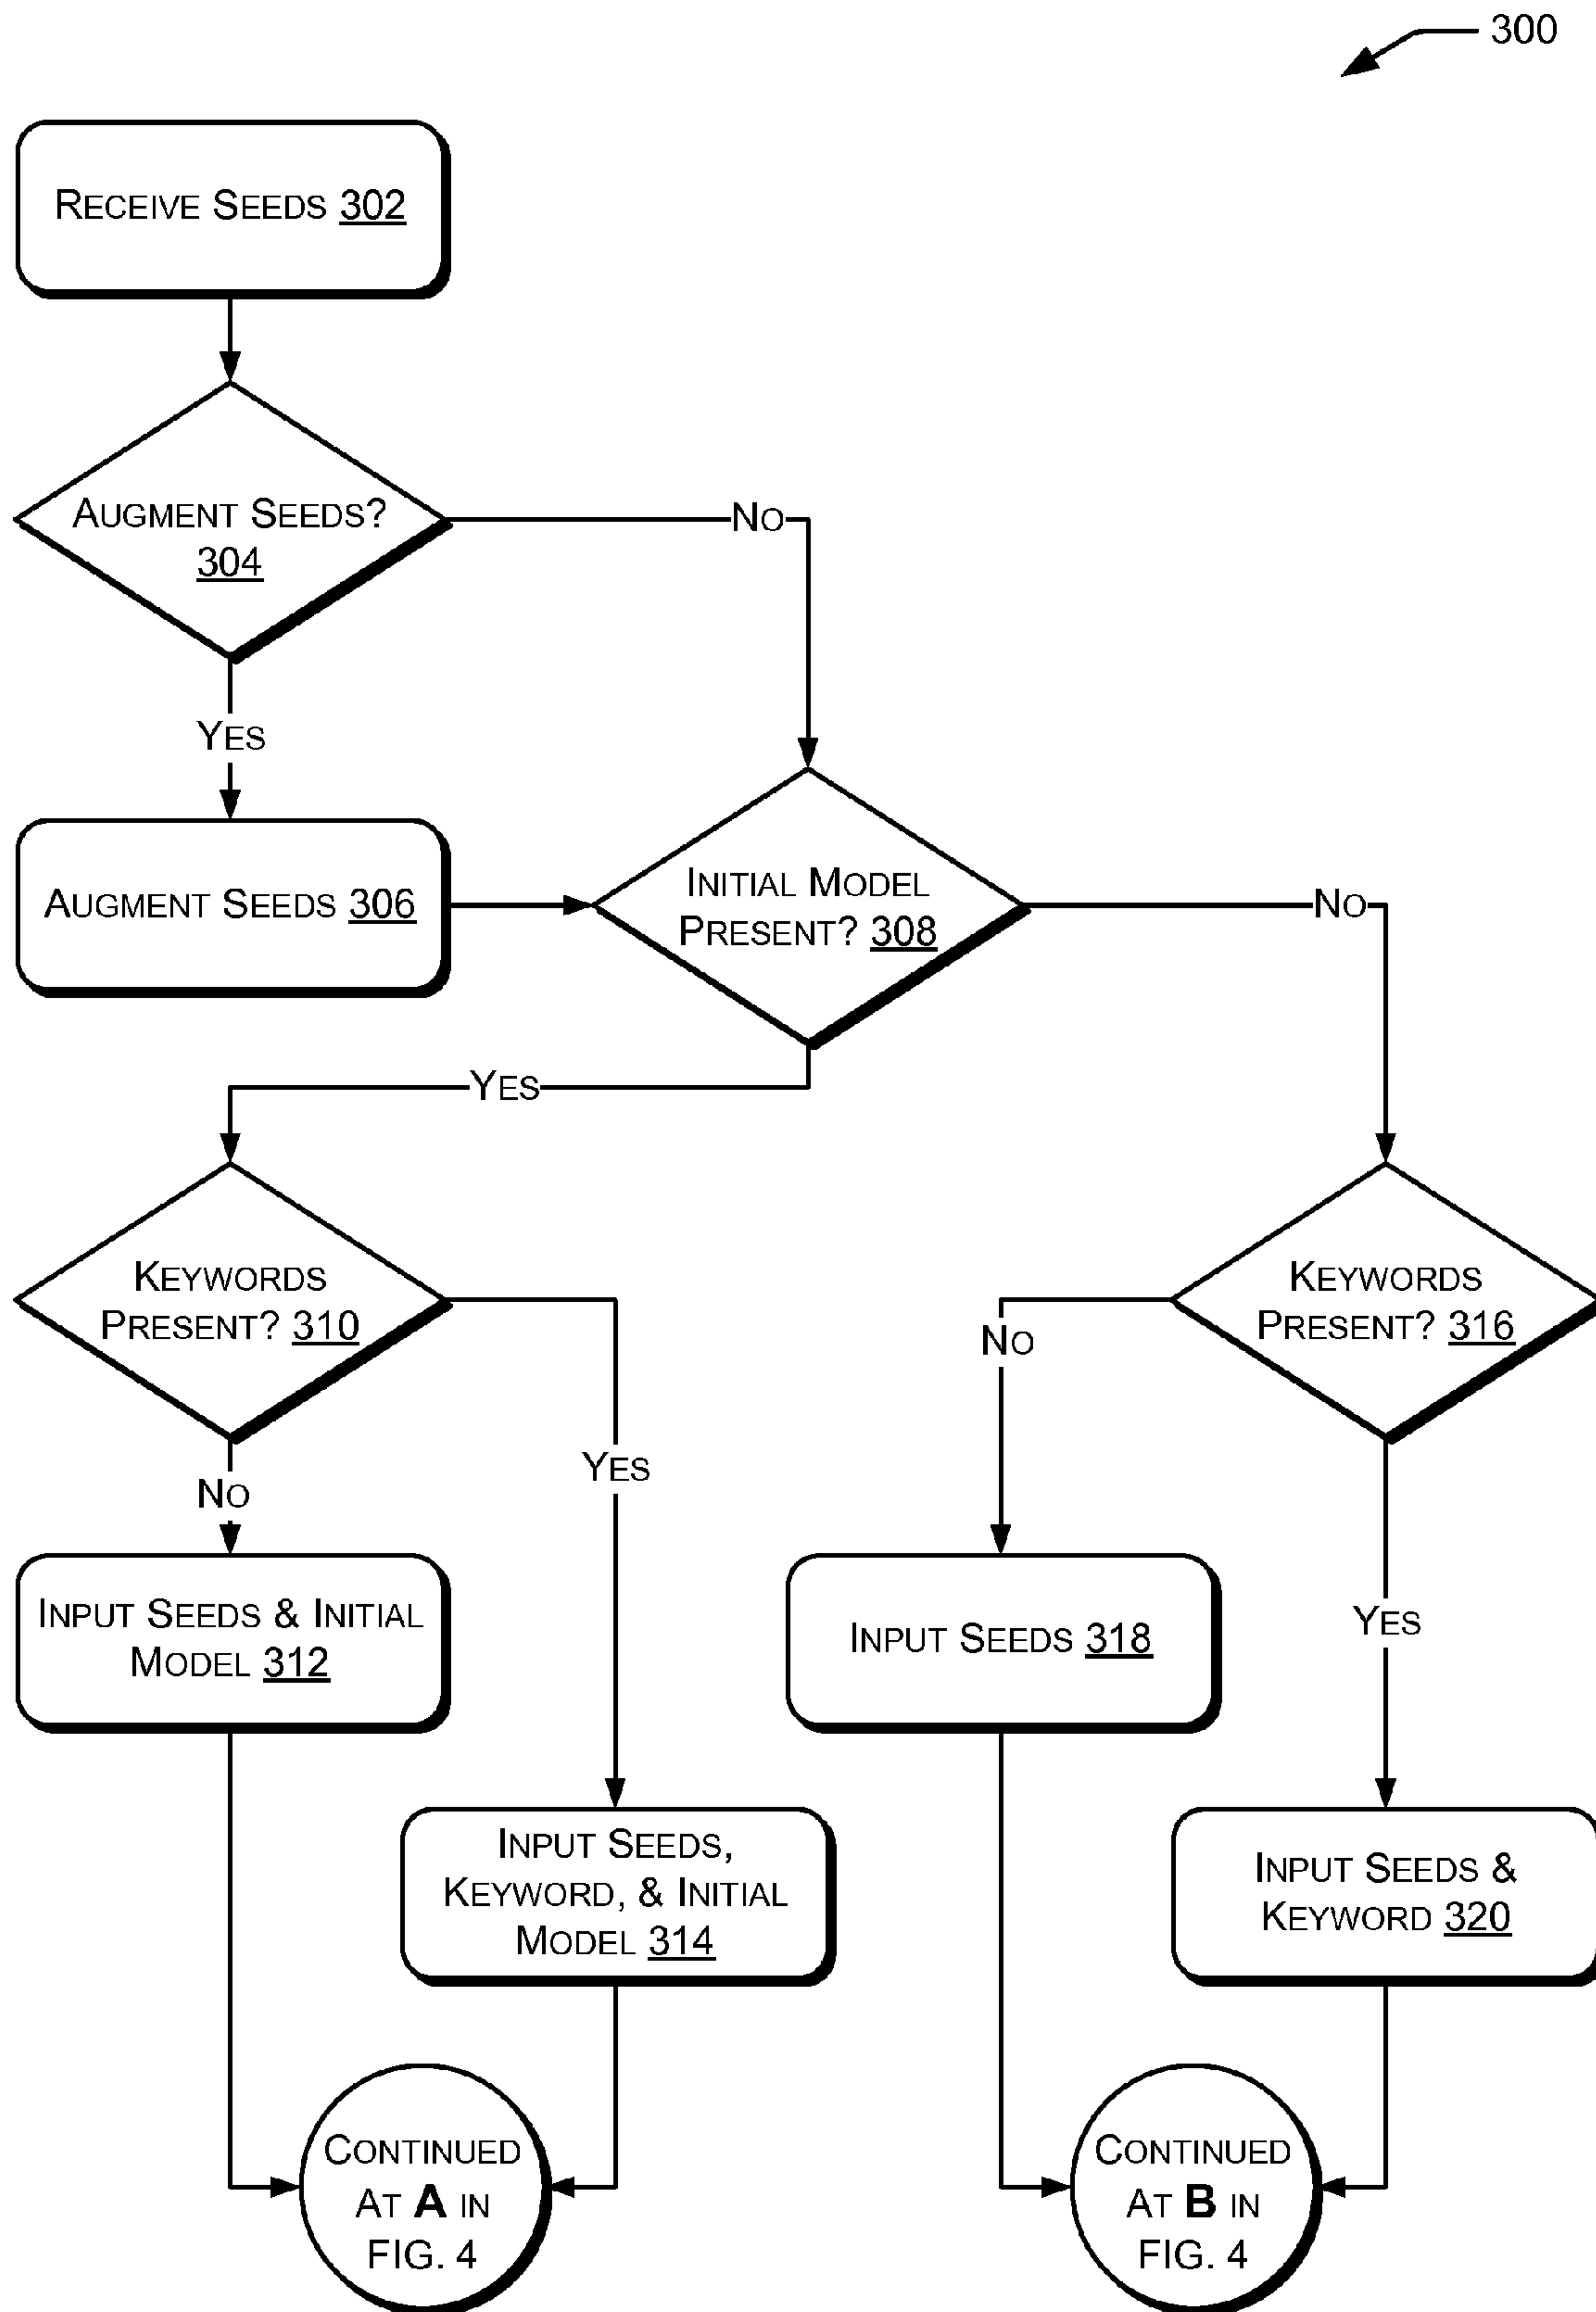 300
RECEIVE SEEDS 302
AUGMENT SEEDS?
304
NO
YES
AUGMENT SEEDS 306
INITIAL MODEL
PRESENT? 308
NO
YES
KEYWORDS
PRESENT? 310
KEYWORDS
PRESENT? 316
NO
YES
NO
YES
INPUT SEEDS & INITIAL
MODEL 312
INPUT SEEDS 318
INPUT SEEDS,
KEYWORD, & INITIAL
MODEL 314
INPUT SEEDS &
KEYWORD 320
CONTINUED
AT A IN
FIG. 4
CONTINUED
AT B IN
FIG. 4